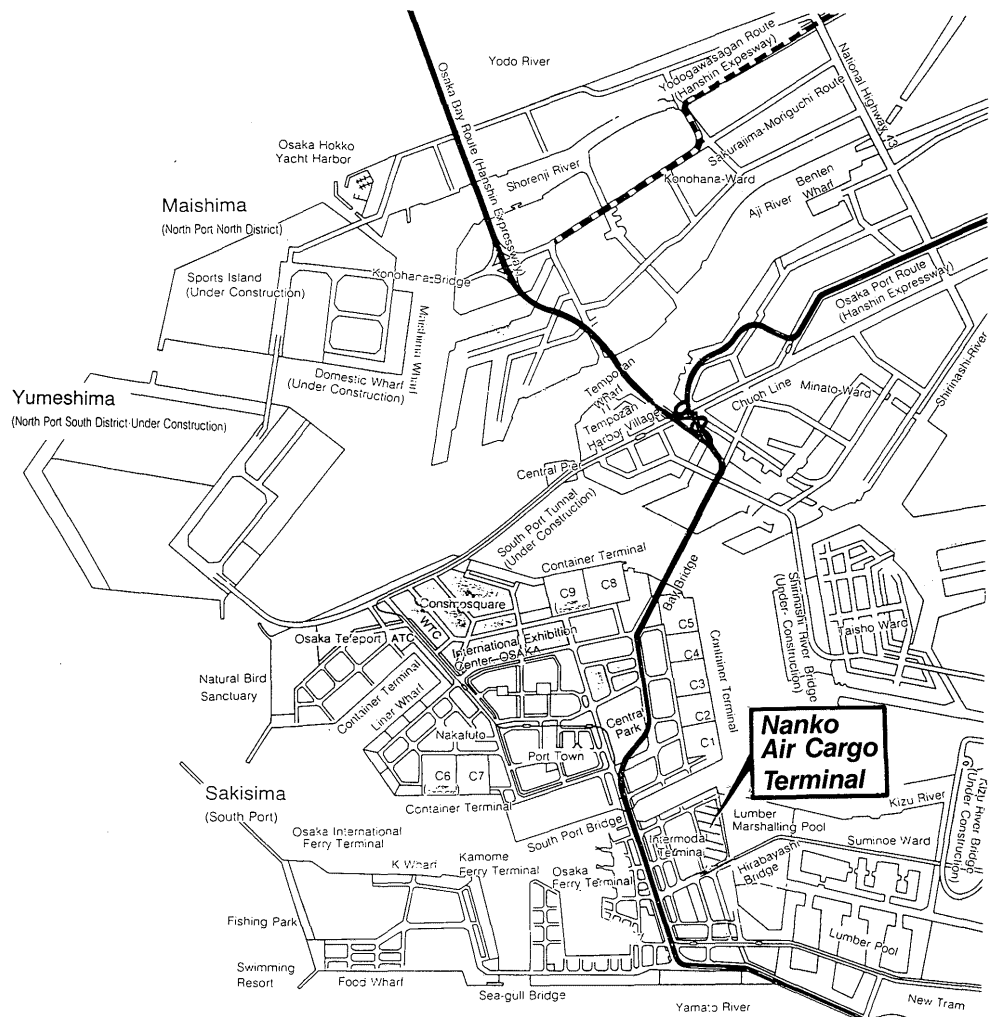 Yodo River
Yodogawasagan Route
(Hanshin Expesway)
National Highway 43
Osaka Bay Route (Hanshin Expressway)
Sakurajima-Moriguchi Route
Osaka Hokko
Yacht Harbor
Shorenji River
Konohana-Ward
Benten
Wharf
Aji River
Maishima
(North Port North District)
Sports Island
(Under Construction)
Konohana-Bridge
Osaka Port Route
(Hanshin Expressway)
Maishema Wharf
Domestic Wharf
(Under Construction)
Shirinashi-River
Yumeshima
(North Port South District·Under Construction)
Tempozan
Wharf
Tempozan
Harbor Village
Chuoh Line
Minato-Ward
Central Pie
South Port Tunnel
(Under Construction)
Container Terminal
C9
C8
Bay Bridge
Shirinashi River Bridge
(Under- Construction)
Taisho Ward
Consmosquare
WTC
C5
Osaka Teleport
ATC
International Exhibition
Center OSAKA
C4
Container Terminal
Natural Bird
Sanctuary
Container Terminal
Liner Wharf
C3
Nakafuto
Central
Park
C2
Port Town
C1
C6
C7
Container Terminal
Nanko
Air Cargo
Terminal
Kizu River Bridge
(Under Construction)
Sakisima
(South Port)
Kizu River
Osaka International
Ferry Terminal
South Port Bridge
Lumber
Marshalling Pool
Intermodal
Terminal
Suminoe Ward
Hirabayashi
Bridge
K Wharf
Kamome
Ferry Terminal
Osaka
Ferry Terminal
Fishing Park
Lumber Pool
Swimming
Resort
Food Wharf
Sea-gull Bridge
Yamato River
New Tram